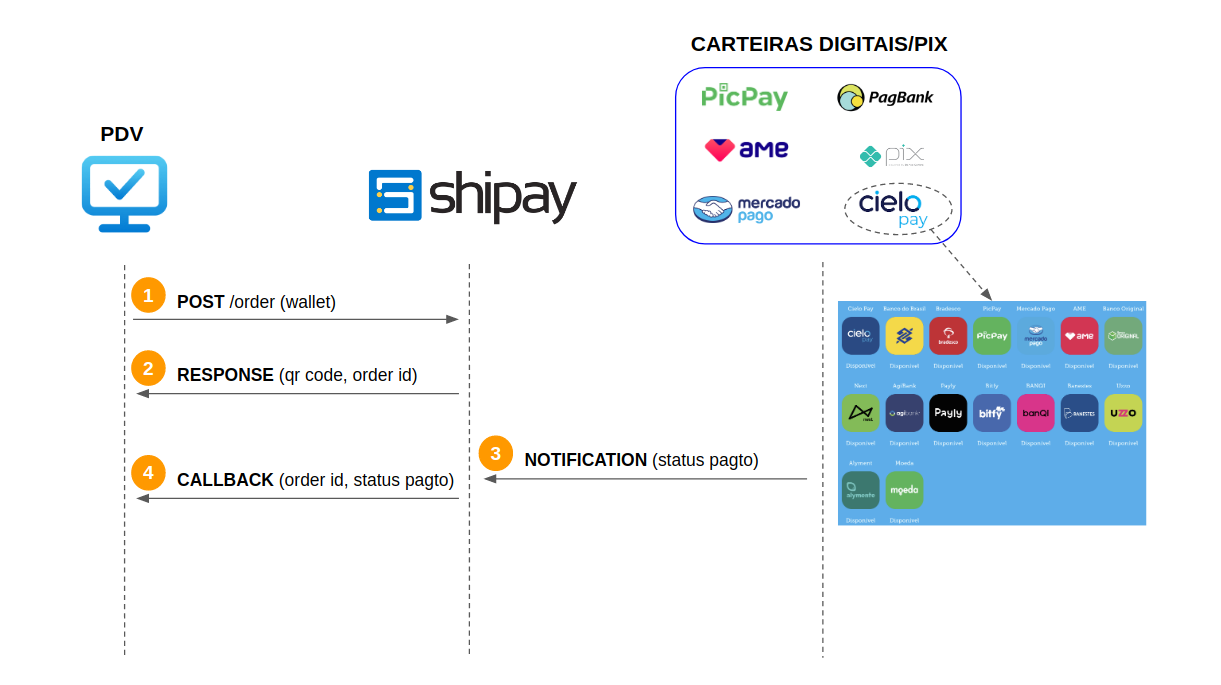 CARTEIRAS DIGITAIS/PIX
PicPay
PagBank
PDV
AME
pix
shipay
mercado
pago
cielo
pay
1
POST /order (wallet)
2
RESPONSE (qr code, order id)
3
NOTIFICATION (status pagto)
4
CALLBACK (order id, status pagto)
Cielo Pay Banco do Brasil Bradesco PicPay Mercado Pago AME Banco Original
cielo
pay
bradesco
PicPay
mercado
pago
ame
ORIGINAL
Disponível Disponível Disponível Disponível Disponível Disponível Disponível
Next AgiBank Payly Bitfy BANQI Banestes Uzzo
next
agibank
Payly
bitfy
banQI
BANESTES
UZZO
Disponível Disponível Disponível Disponível Disponível Disponível Disponível
Alyment Moeda
alymente
mœda
Disponível Disponível